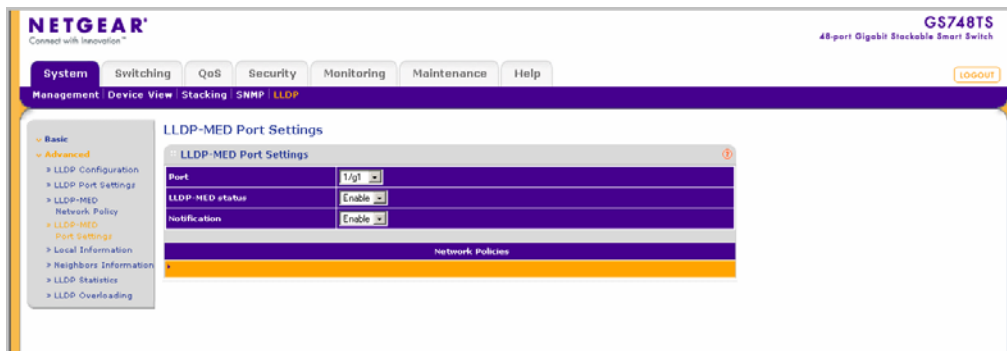 NETGEAR
Connect with Innovation™
GS748TS
48-port Gigabit Stackable Smart Switch
System Switching QoS Security Monitoring Maintenance Help
LOGOUT
Management Device View Stacking SNMP LLDP
Basic
Advanced
» LLDP Configuration
» LLDP Port Settings
» LLDP-MED
Network Policy
» LLDP-MED
Port Settings
» Local Information
» Neighbors Information
» LLDP Statistics
» LLDP Overloading
LLDP-MED Port Settings
LLDP-MED Port Settings
Port 1/g1
LLDP-MED status Enable
Notification Enable
Network Policies